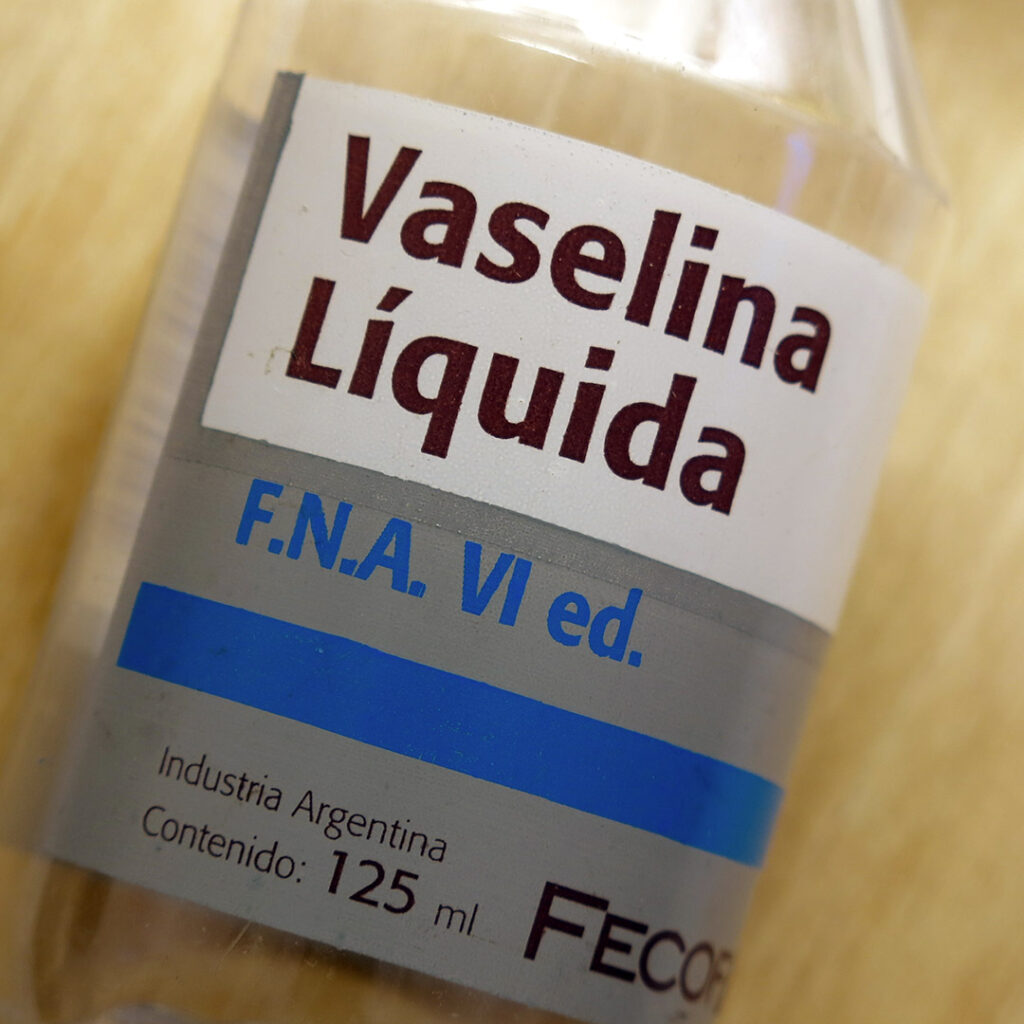 Vaselina
Líquida
F.N.A. VI ed.
Industria Argentina
Contenido: 125 ml